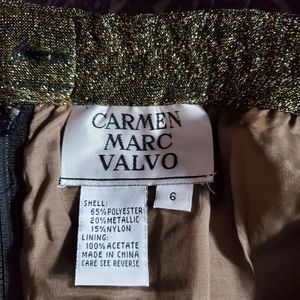 CARMEN
MARC
VALVO
6
SHELL:
65%POLYESTER
20%METALLIC
15%NYLON
LINING:
100%ACETATE
MADE IN CHINA
CARE SEE REVERSE